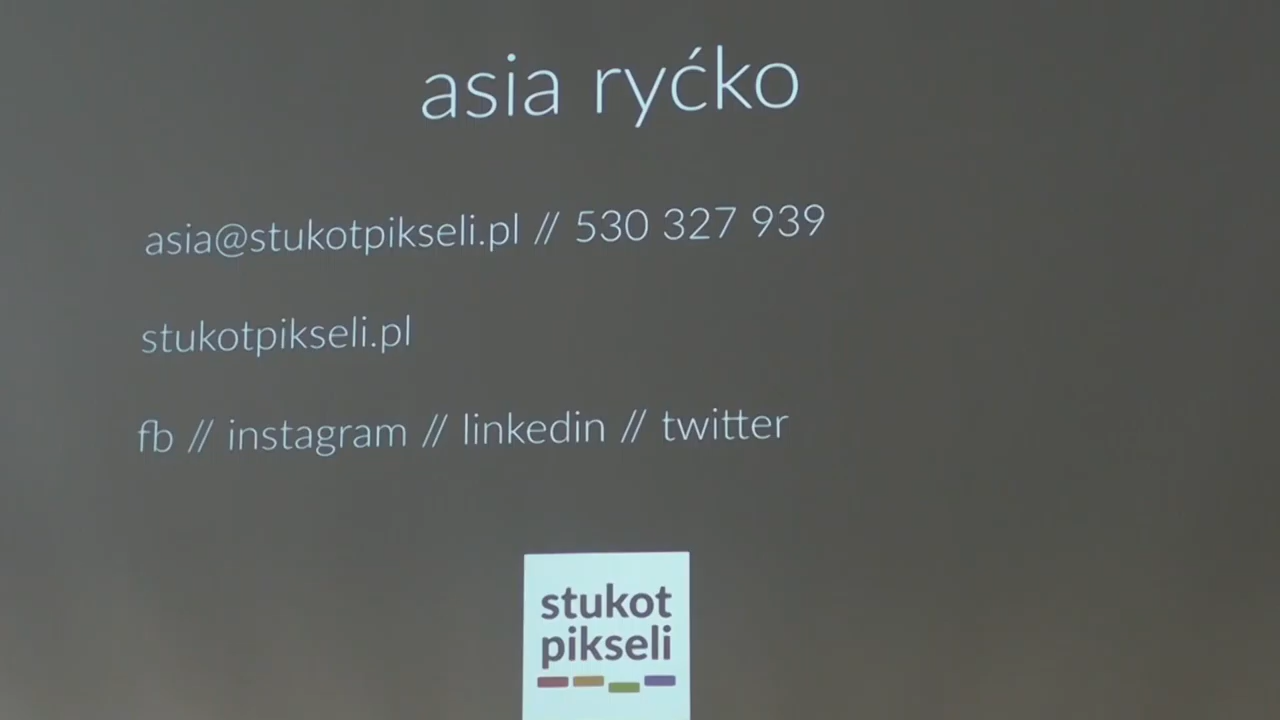 asia ryćko
asia@stukotpikseli.pl // 530 327 939
stukotpikseli.pl
fb // instagram // linkedin // twitter
stukot
pikseli